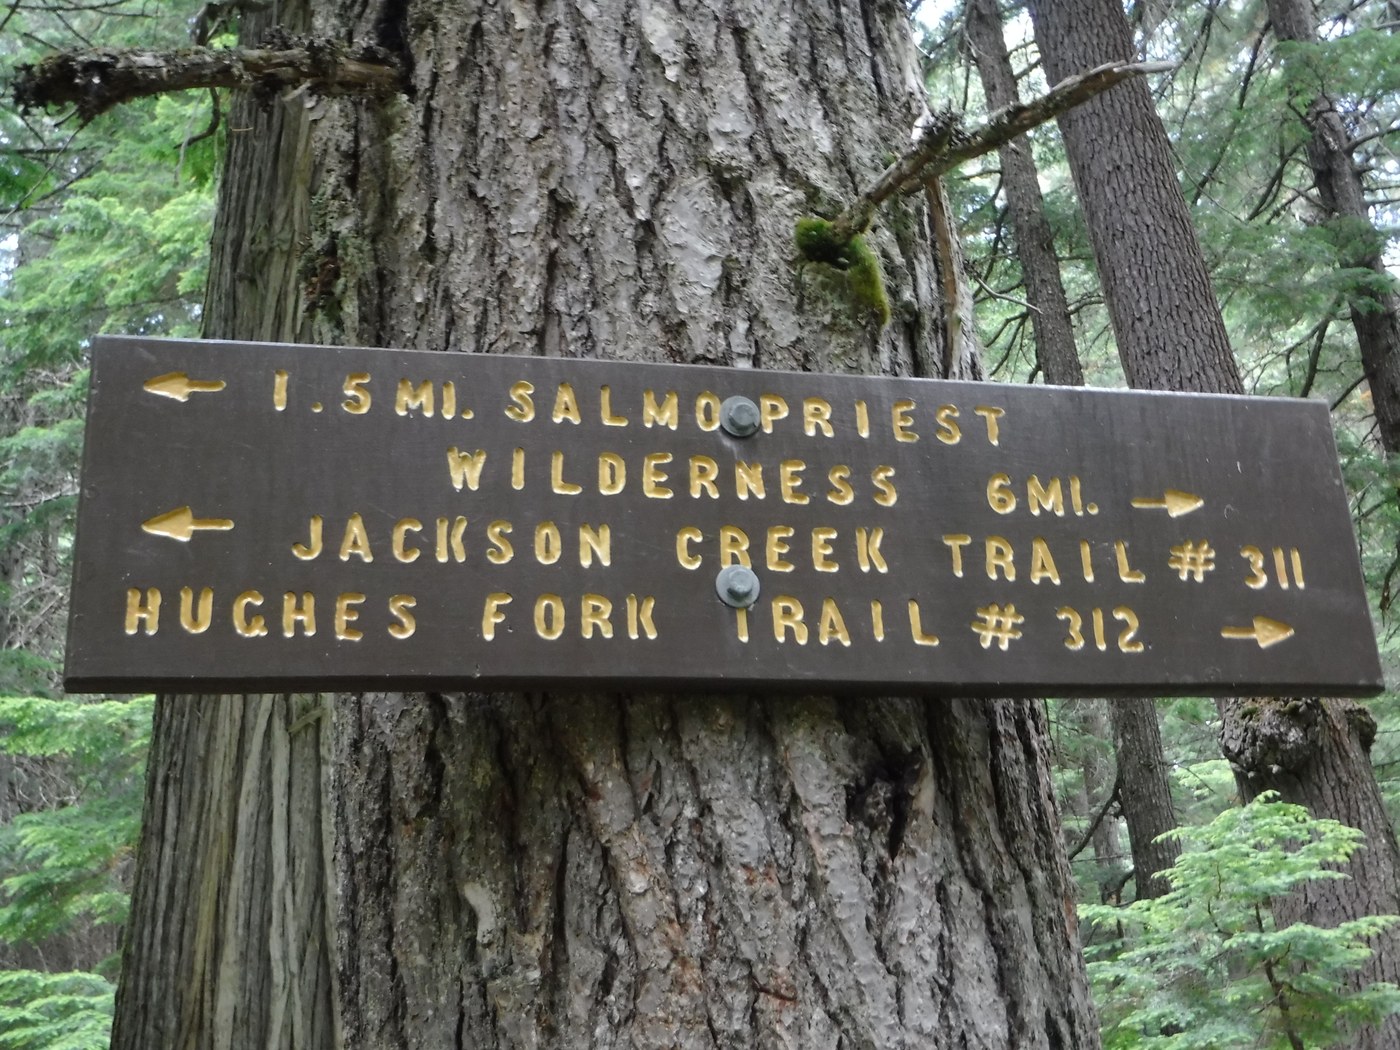 ← 1.5 MI. SALMO PRIEST
WILDERNESS 6 MI. →
← JACKSON CREEK TRAIL # 311
HUGHES FORK TRAIL # 312 →